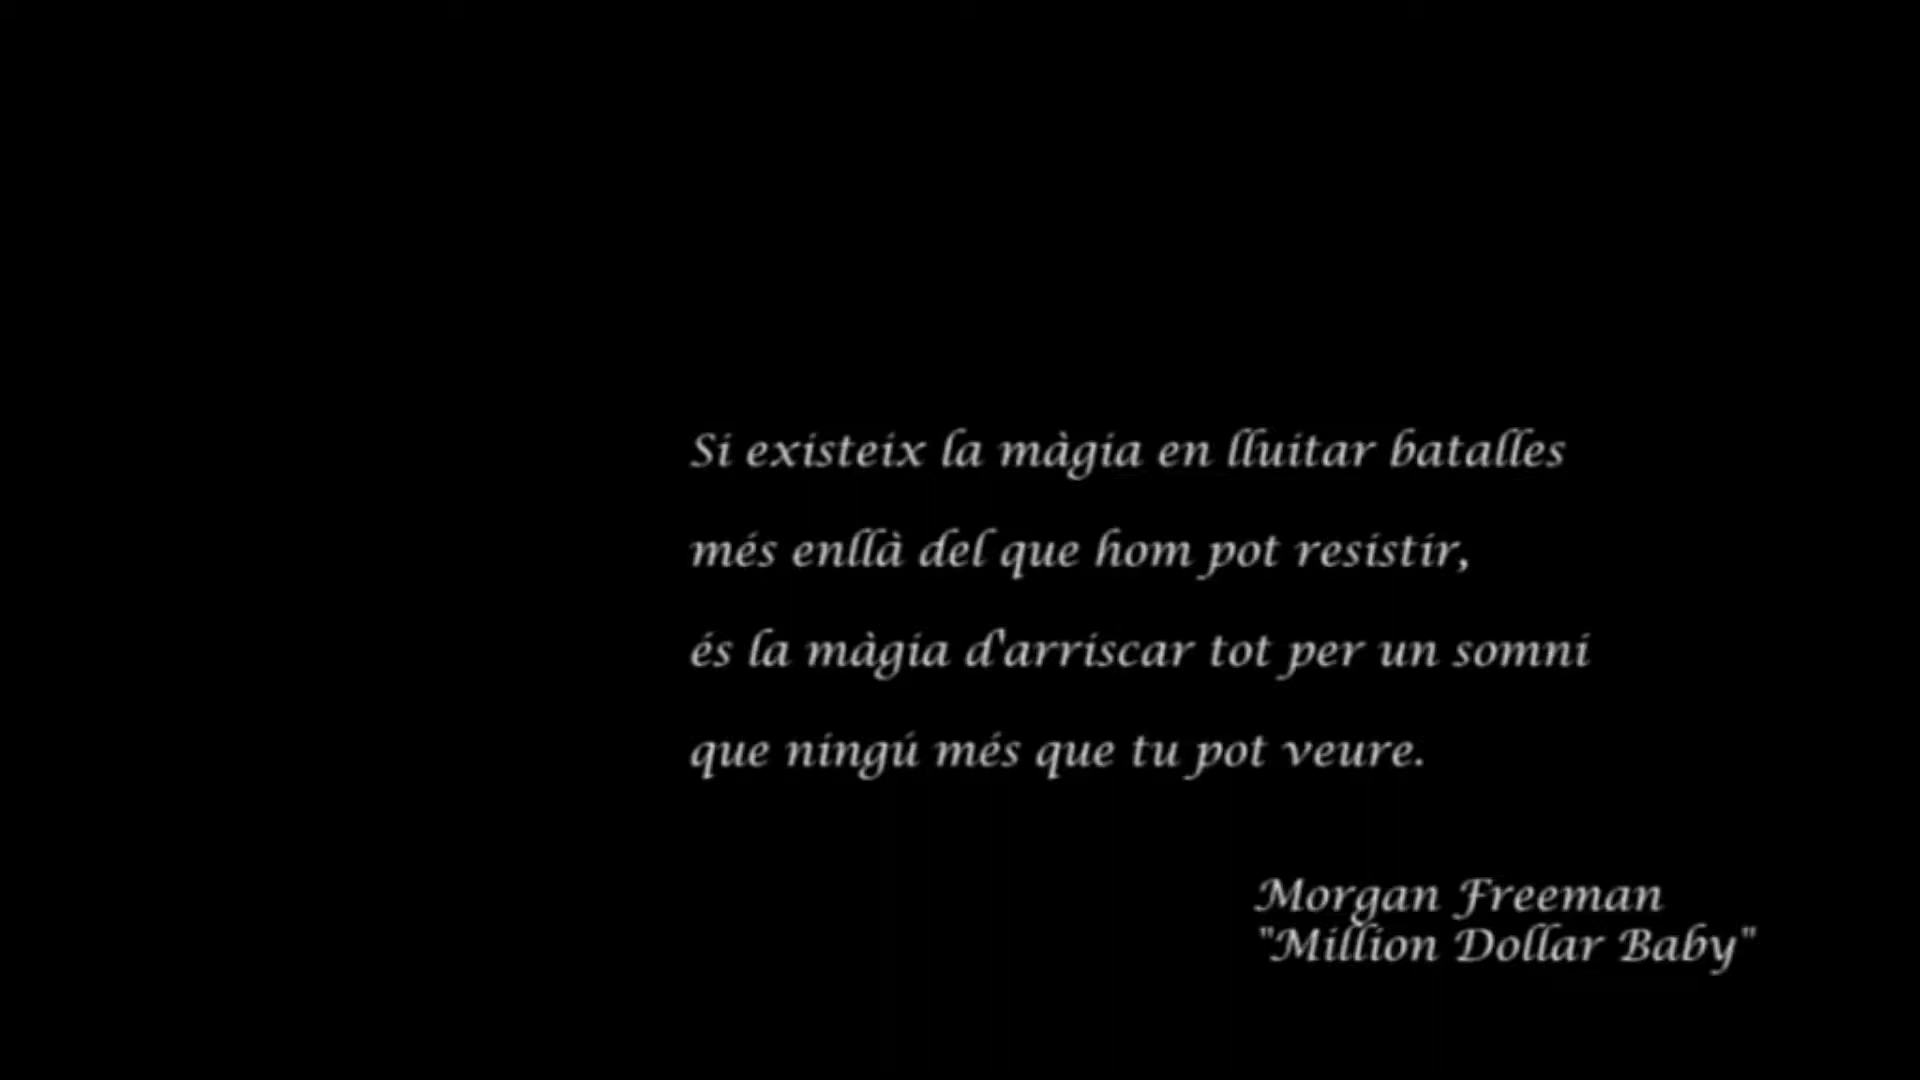 Si existeix la màgia en lluitar batalles
més enllà del que hom pot resistir,
és la màgia d'arriscar tot per un somni
que ningú més que tu pot veure.
Morgan Freeman
"Million Dollar Baby"